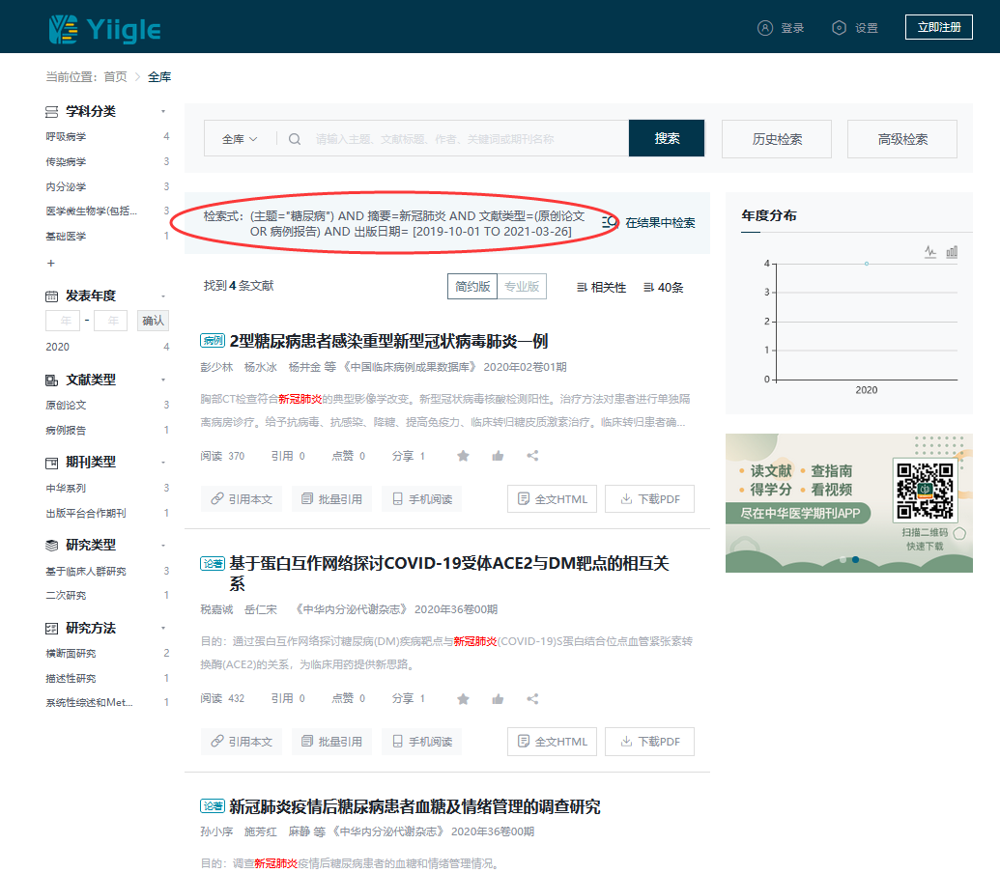 Yiigle
登录
设置
立即注册
当前位置：首页 > 全库
学科分类
呼吸病学 4
传染病学 3
内分泌学 3
医学微生物学(包括... 3
基础医学 1
+
发表年度
年 - 年 确认
2020 4
文献类型
原创论文 3
病例报告 1
期刊类型
中华系列 3
出版平台合作期刊 1
研究类型
基于临床人群研究 3
二次研究 1
研究方法
横断面研究 2
描述性研究 1
系统性综述和Met... 1
全库
请输入主题、文献标题、作者、关键词或期刊名称
搜索
历史检索
高级检索
检索式： (主题="糖尿病") AND 摘要=新冠肺炎 AND 文献类型=(原创论文
OR 病例报告) AND 出版日期= [2019-10-01 TO 2021-03-26]
在结果中检索
找到 4 条文献
简约版 专业版
相关性
40条
病例 2型糖尿病患者感染重型新型冠状病毒肺炎一例
彭少林 杨水冰 杨井金 等 《中国临床病例成果数据库》 2020年02卷01期
胸部CT检查符合新冠肺炎的典型影像学改变。新型冠状病毒核酸检测阳性。治疗方法对患者进行单独隔
离病房诊疗。给予抗病毒、抗感染、降糖、提高免疫力、临床转归糖皮质激素治疗。临床转归患者确...
阅读 370 引用 0 点赞 0 分享 1
引用本文 批量引用 手机阅读 全文HTML 下载PDF
论著 基于蛋白互作网络探讨COVID-19受体ACE2与DM靶点的相互关
系
税嘉诚 岳仁宋 《中华内分泌代谢杂志》 2020年36卷00期
目的：通过蛋白互作网络探讨糖尿病(DM)疾病靶点与新冠肺炎(COVID-19)S蛋白结合位点血管紧张素转
换酶(ACE2)的关系，为临床用药提供新思路。
阅读 432 引用 0 点赞 0 分享 1
引用本文 批量引用 手机阅读 全文HTML 下载PDF
论著 新冠肺炎疫情后糖尿病患者血糖及情绪管理的调查研究
孙小序 施芳红 麻静 等 《中华内分泌代谢杂志》 2020年36卷00期
目的：调查新冠肺炎疫情后糖尿病患者的血糖和情绪管理情况。
年度分布
4
3
2
1
0
2020
读文献 查指南
得学分 看视频
尽在中华医学期刊APP
扫描二维码
快速下载